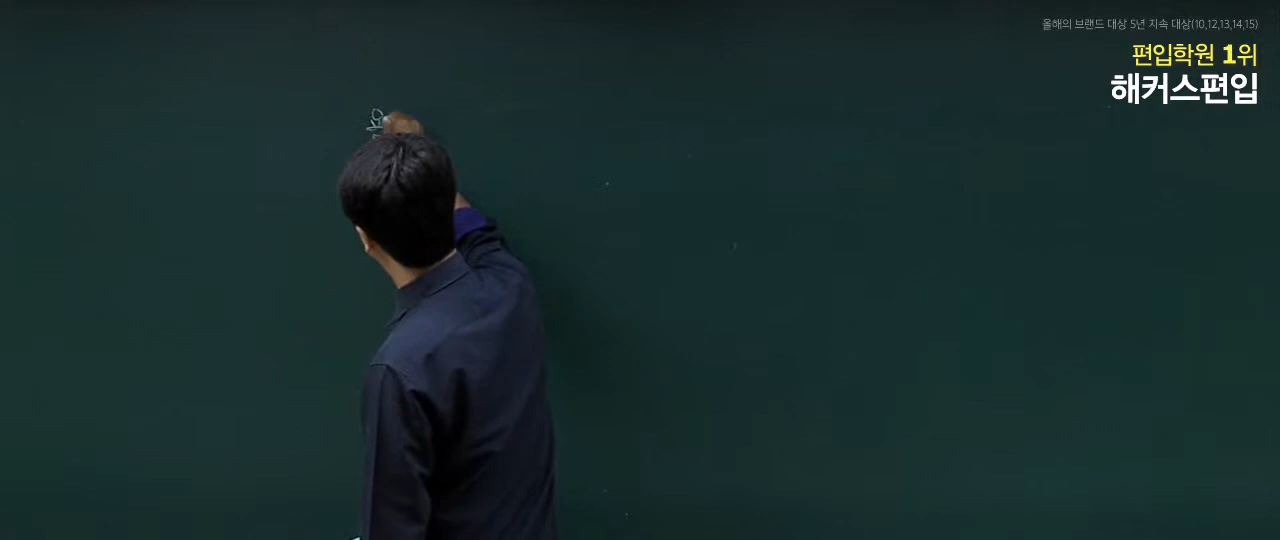 올해의 브랜드 대상 5년 지속 대상(10,12,13,14,15)
편입학원 1위
해커스편입